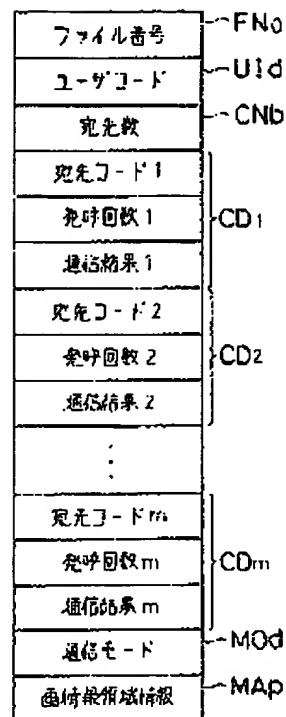 ファイル番号 FNo
ユーザコード UId
宛先数 CNb
宛先コード1
発呼回数1 CD1
通信結果1
宛先コード2
発呼回数2 CD2
通信結果2
⋮
宛先コードm
発呼回数m CDm
通信結果m
通信モード MOd
画情報領域情報 MAp